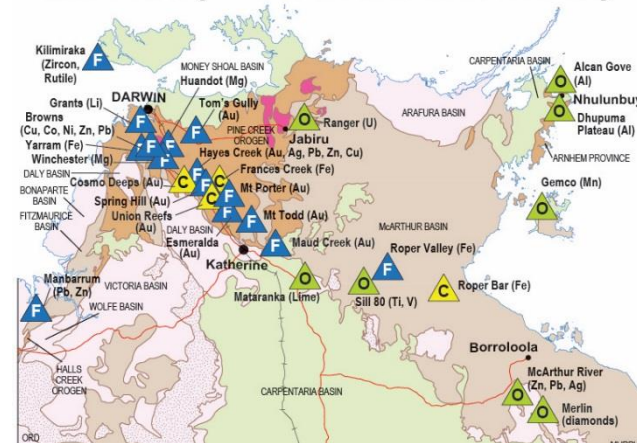 Kilimiraka
(Zircon,
Rutile)
F
MONEY SHOAL BASIN
Huandot (Mg)
CARPENTARIA BASIN
Alcan Gove
(Al)
O
Grants (Li)
DARWIN
Tom's Gully
(Au)
ARAFURA BASIN
Nhulunbuy
Browns
(Cu, Co, Ni, Zn, Pb)
F
F
PINE CREEK
OROGEN
O
Ranger (U)
Jabiru
O
Dhupuma
Plateau (Al)
Yarram (Fe)
F
F
Hayes Creek (Au, Ag, Pb, Zn, Cu)
ARNHEM PROVINCE
Winchester (Mg)
F
DALY BASIN
Frances Creek (Fe)
Cosmo Deeps (Au)
C
F
F
C
Gemco (Mn)
BONAPARTE
BASIN
Spring Hill (Au)
C
F
Mt Porter (Au)
O
FITZMAURICE
BASIN
Union Reefs
(Au)
F
F
Mt Todd (Au)
DALY BASIN
McARTHUR BASIN
Esmeralda
(Au)
F
Maud Creek (Au)
Roper Valley (Fe)
Katherine
F
Manbarrum
(Pb, Zn)
VICTORIA BASIN
O
Mataranka (Lime)
O
Sill 80 (Ti, V)
C
Roper Bar (Fe)
F
WOLFE BASIN
Borroloola
HALLS
CREEK
OROGEN
CARPENTARIA BASIN
McArthur River
(Zn, Pb, Ag)
O
O
Merlin
(diamonds)
ORD